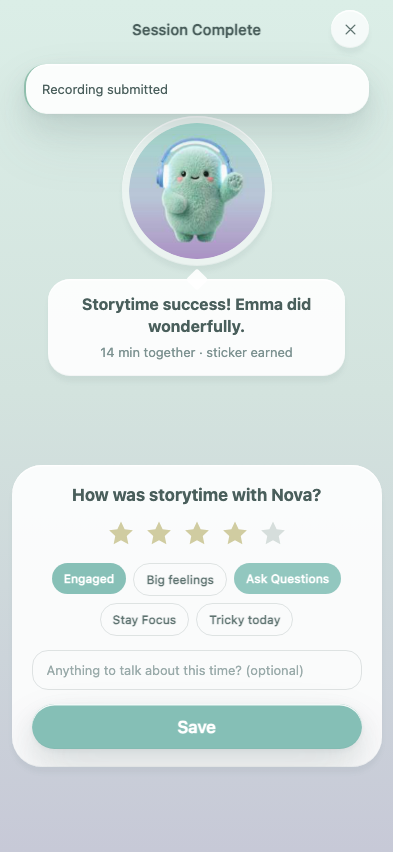 Session Complete
Recording submitted
Storytime success! Emma did
wonderfully.
14 min together · sticker earned
How was storytime with Nova?
Engaged
Big feelings
Ask Questions
Stay Focus
Tricky today
Anything to talk about this time? (optional)
Save